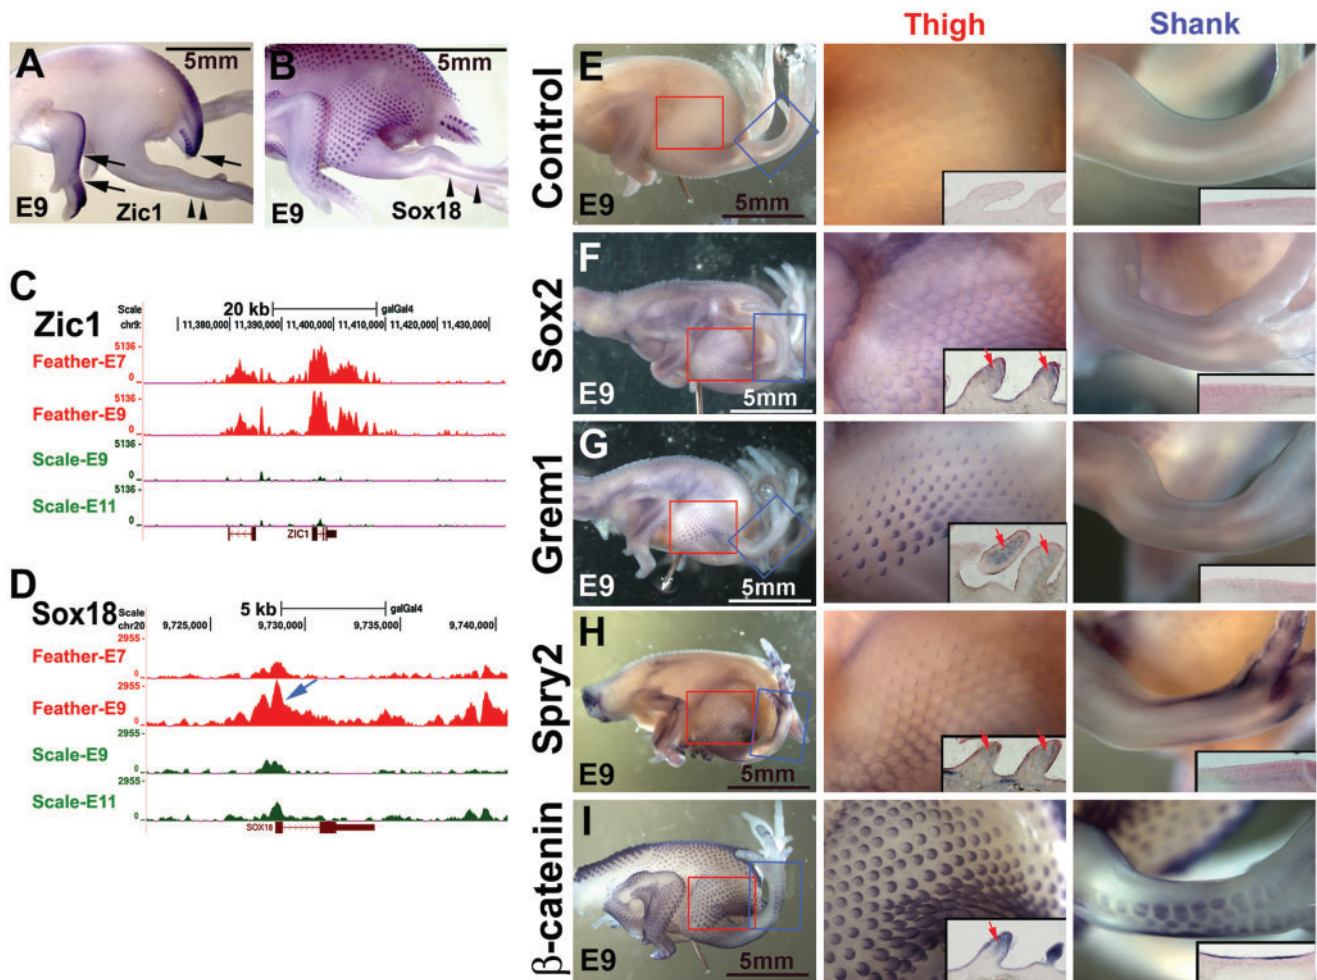 Thigh
Shank
A
5mm
E9
Zic1
B
5mm
E9
Sox18
C
Zic1
Scale
20 kb
galGal4
chr9:
11,380,000
11,390,000
11,400,000
11,410,000
11,420,000
11,430,000
Feather-E7
5136
0
Feather-E9
5136
0
Scale-E9
5136
0
Scale-E11
5136
0
ZIC1
D
Sox18
Scale
5 kb
galGal4
chr20
9,725,000
9,730,000
9,735,000
9,740,000
Feather-E7
2955
0
Feather-E9
2955
0
Scale-E9
2955
0
Scale-E11
2955
0
SOX18
Control
E
E9
5mm
Sox2
F
E9
5mm
Grem1
G
E9
5mm
Spry2
H
E9
5mm
β-catenin
I
E9
5mm